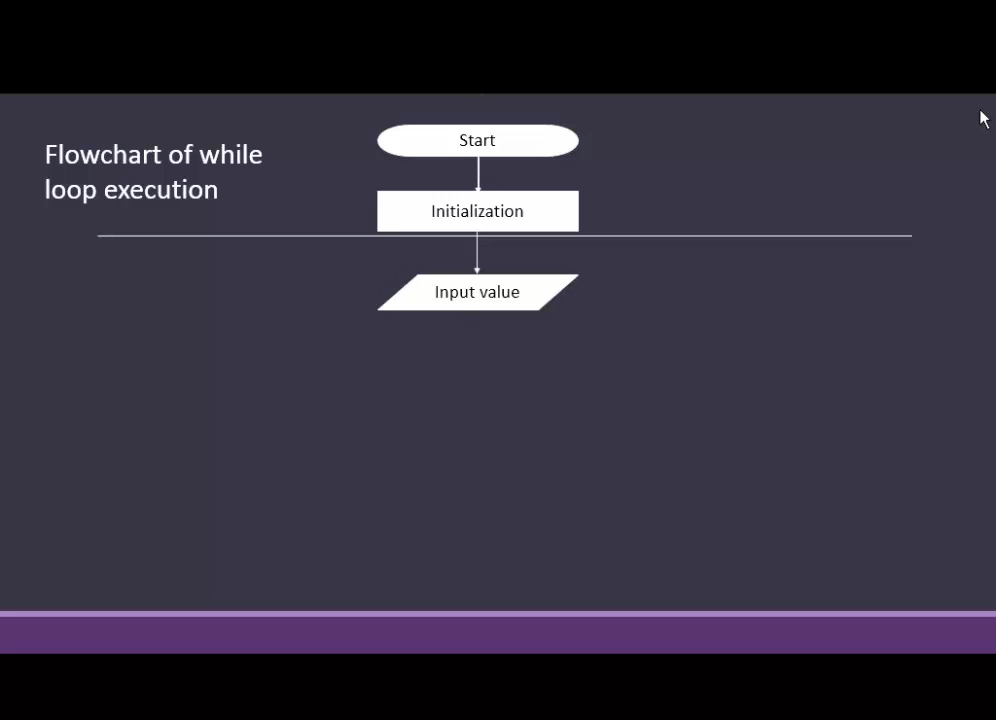 Flowchart of while
loop execution
Start
Initialization
Input value